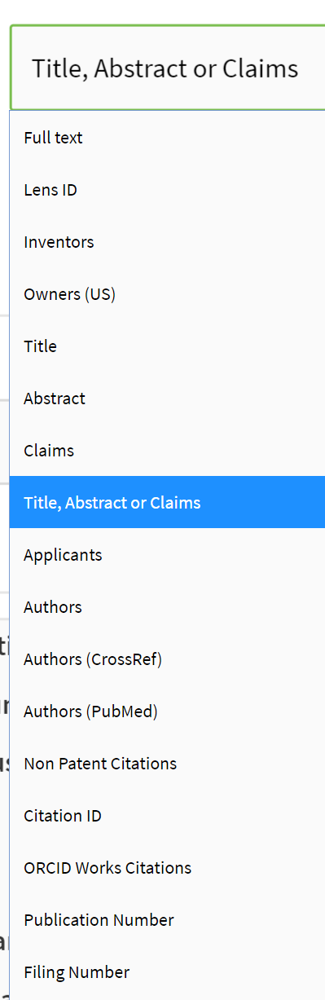 Title, Abstract or Claims
Full text
Lens ID
Inventors
Owners (US)
Title
Abstract
Claims
Title, Abstract or Claims
Applicants
Authors
Authors (CrossRef)
Authors (PubMed)
Non Patent Citations
Citation ID
ORCID Works Citations
Publication Number
Filing Number